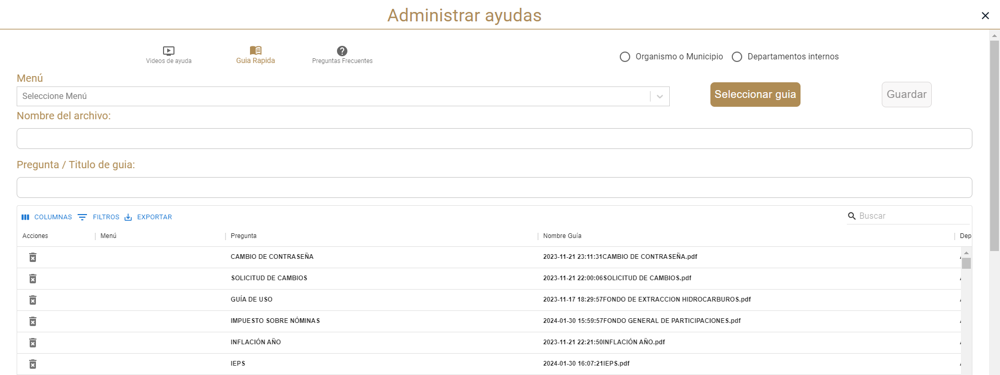 Administrar ayudas
Videos de ayuda
Guia Rapida
Preguntas Frecuentes
Organismo o Municipio
Departamentos internos
Menú
Seleccione Menú
Seleccionar guia
Guardar
Nombre del archivo:
Pregunta / Titulo de guia:
COLUMNAS FILTROS EXPORTAR
Buscar
Acciones Menú Pregunta Nombre Guía Dep
CAMBIO DE CONTRASEÑA 2023-11-21 23:11:31CAMBIO DE CONTRASEÑA.pdf
SOLICITUD DE CAMBIOS 2023-11-21 22:00:06SOLICITUD DE CAMBIOS.pdf
GUÍA DE USO 2023-11-17 18:29:57FONDO DE EXTRACCION HIDROCARBUROS.pdf
IMPUESTO SOBRE NÓMINAS 2024-01-30 15:59:57FONDO GENERAL DE PARTICIPACIONES.pdf
INFLACIÓN AÑO 2023-11-21 22:21:50INFLACIÓN AÑO.pdf
IEPS 2024-01-30 16:07:21IEPS.pdf